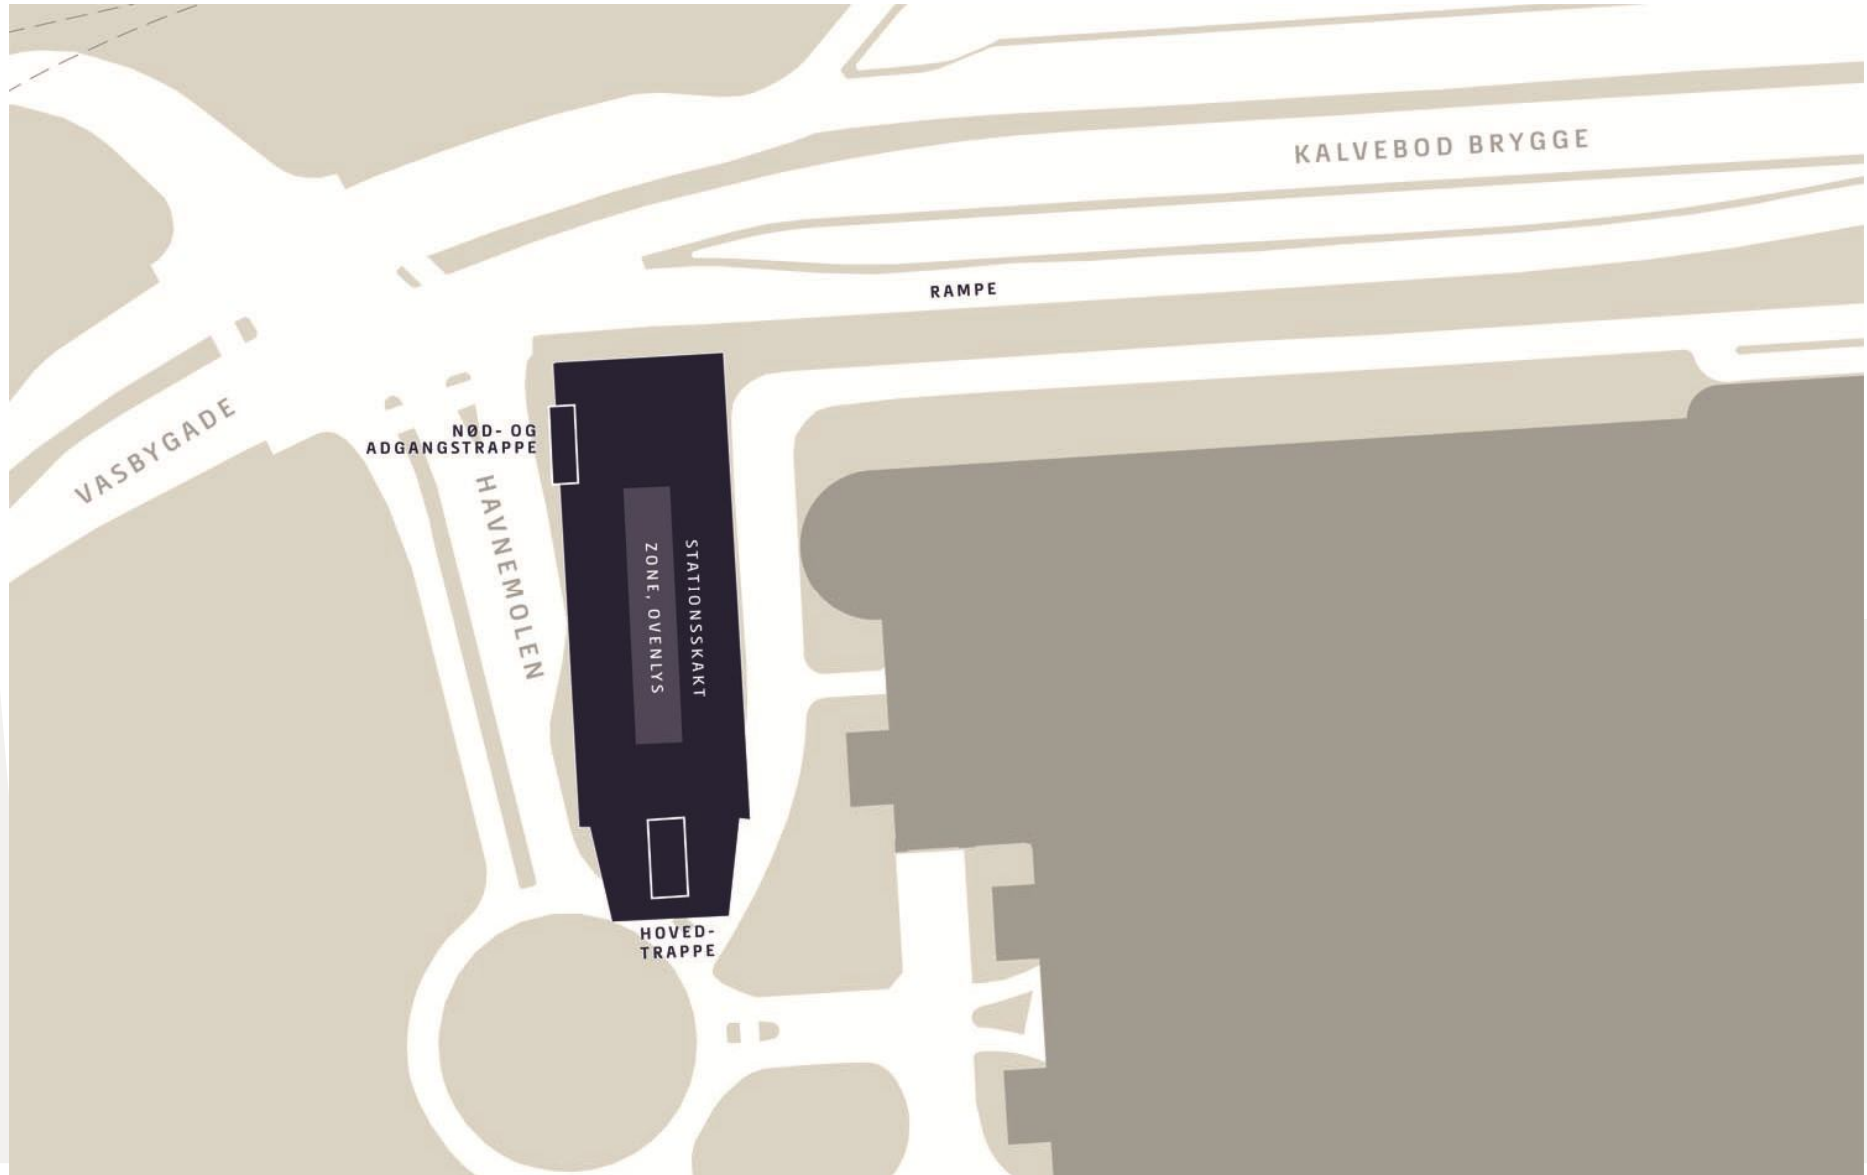 KALVEBOD BRYGGE
RAMPE
VASBYGADE
NØD- OG
ADGANGSTRAPPE
HAVNEMOLEN
STATIONSSKAKT
ZONE, OVENLYS
HOVED-
TRAPPE